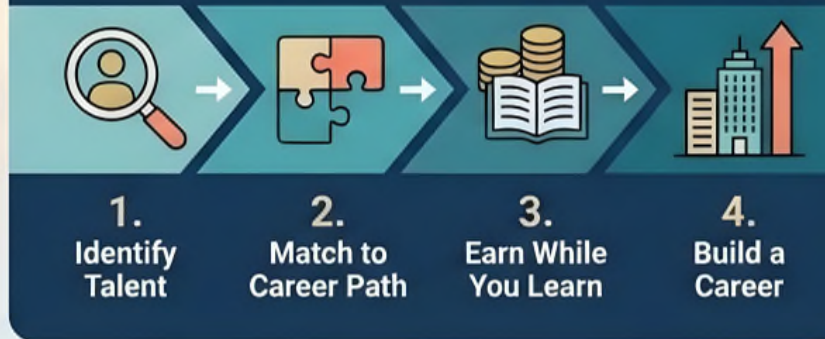 1.
Identify
Talent
2.
Match to
Career Path
3.
Earn While
You Learn
4.
Build a
Career